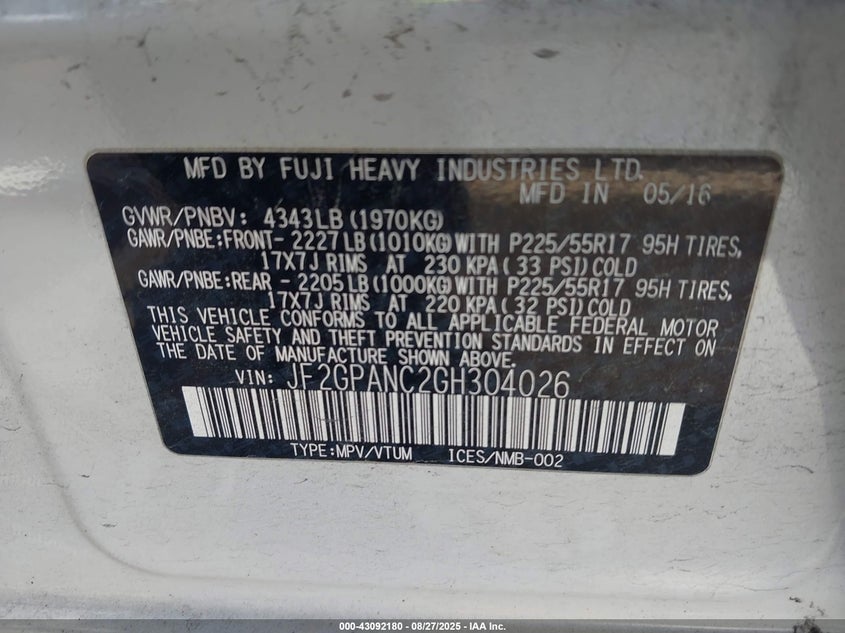 MFD BY FUJI HEAVY INDUSTRIES LTD.
MFD IN 05/16
GVWR/PNBV: 4343LB (1970KG)
GAWR/PNBE:FRONT- 2227LB(1010KG)WITH P225/55R17 95H TIRES,
17X7J RIMS AT 230 KPA( 33 PSI)COLD
GAWR/PNBE:REAR - 2205LB(1000KG)WITH P225/55R17 95H TIRES,
17X7J RIMS AT 220 KPA( 32 PSI)COLD
THIS VEHICLE CONFORMS TO ALL APPLICABLE FEDERAL MOTOR
VEHICLE SAFETY AND THEFT PREVENTION STANDARDS IN EFFECT ON
THE DATE OF MANUFACTURE SHOWN ABOVE.
VIN: JF2GPANC2GH304026
TYPE:MPV/VTUM ICES/NMB-002
000-43092180 - 08/27/2025 - IAA Inc.